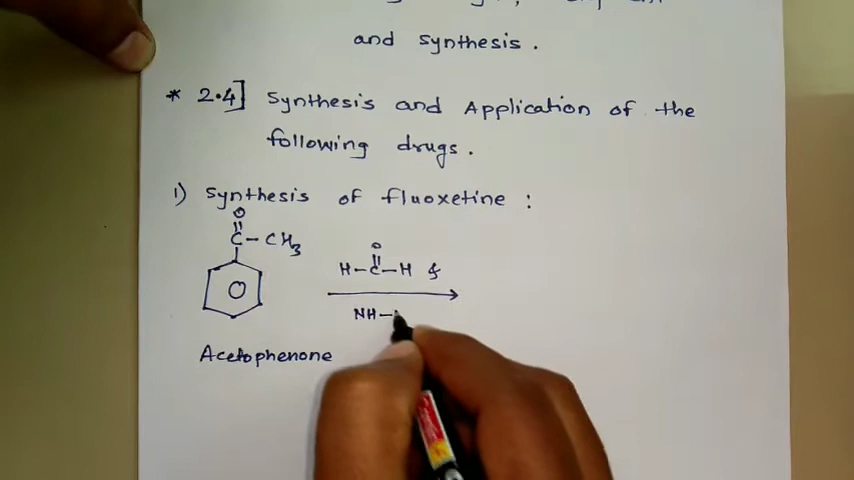 and synthesis.
* 2.4] Synthesis and Application of the
following drugs.
1) Synthesis of fluoxetine :
O
C-CH3
O
H-C-H &
NH-
Acetophenone